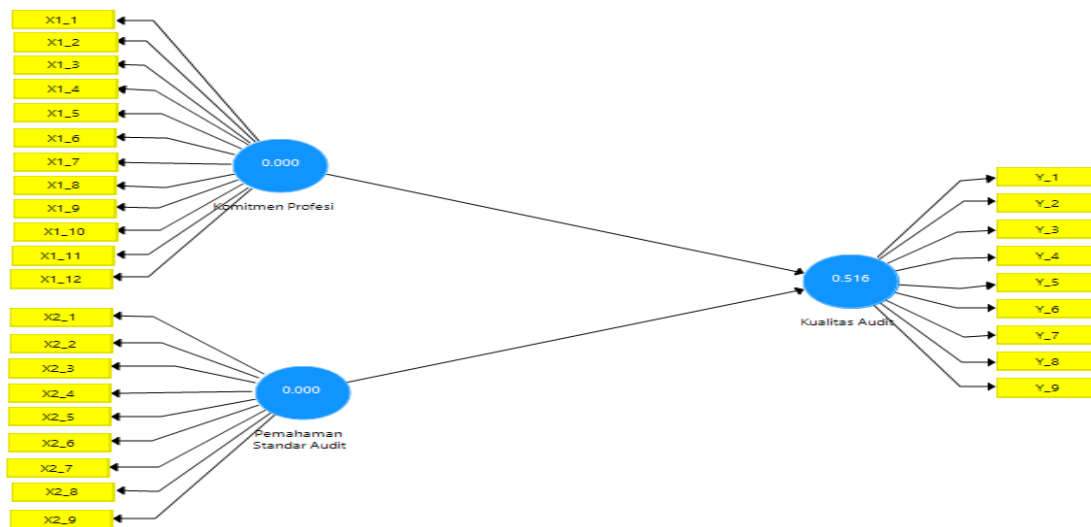 X1_1
X1_2
X1_3
X1_4
X1_5
X1_6
X1_7
X1_8
X1_9
X1_10
X1_11
X1_12
0.000
Komitmen Profesi
X2_1
X2_2
X2_3
X2_4
X2_5
X2_6
X2_7
X2_8
X2_9
0.000
Pemahaman
Standar Audit
0.516
Kualitas Audit
Y_1
Y_2
Y_3
Y_4
Y_5
Y_6
Y_7
Y_8
Y_9